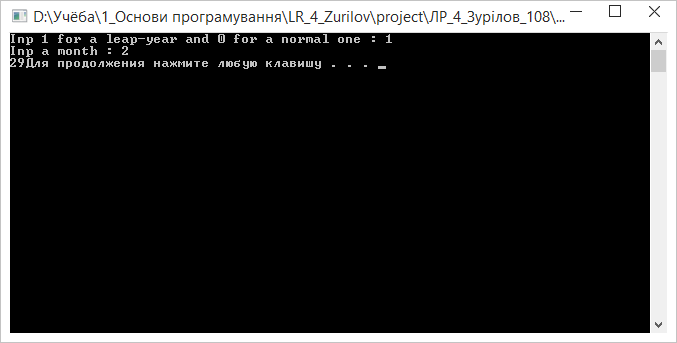 D:\Учёба\1_Основи програмування\LR_4_Zurilov\project\ЛР_4_Зурілов_108\...
Inp 1 for a leap-year and 0 for a normal one : 1
Inp a month : 2
29Для продолжения нажмите любую клавишу . . . _